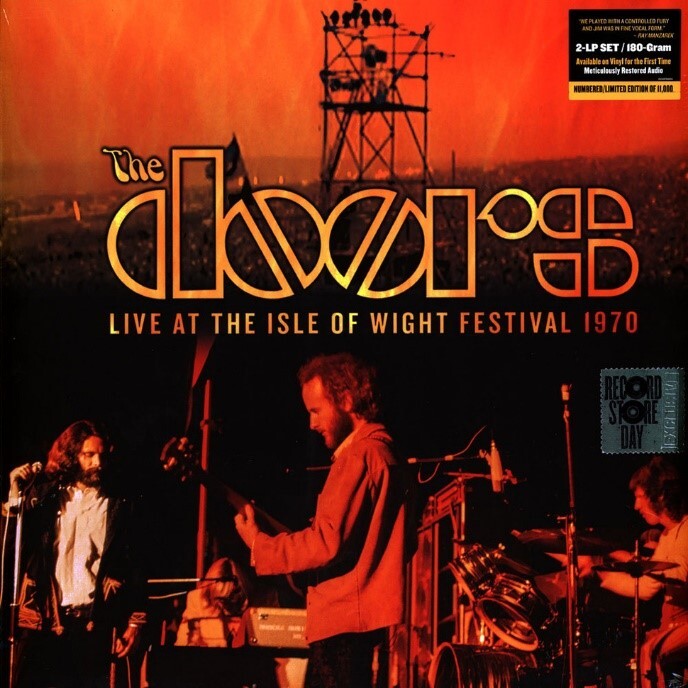 "WE PLAYED WITH A CONTROLLED FURY
AND JIM WAS IN FINE VOCAL FORM."
– RAY MANZAREK
2-LP SET / 180-Gram
Available on Vinyl for the First Time
Meticulously Restored Audio
NUMBERED/LIMITED EDITION OF 11,000
The
doors
LIVE AT THE ISLE OF WIGHT FESTIVAL 1970
RECORD
STORE
DAY
EXCLUSIVE